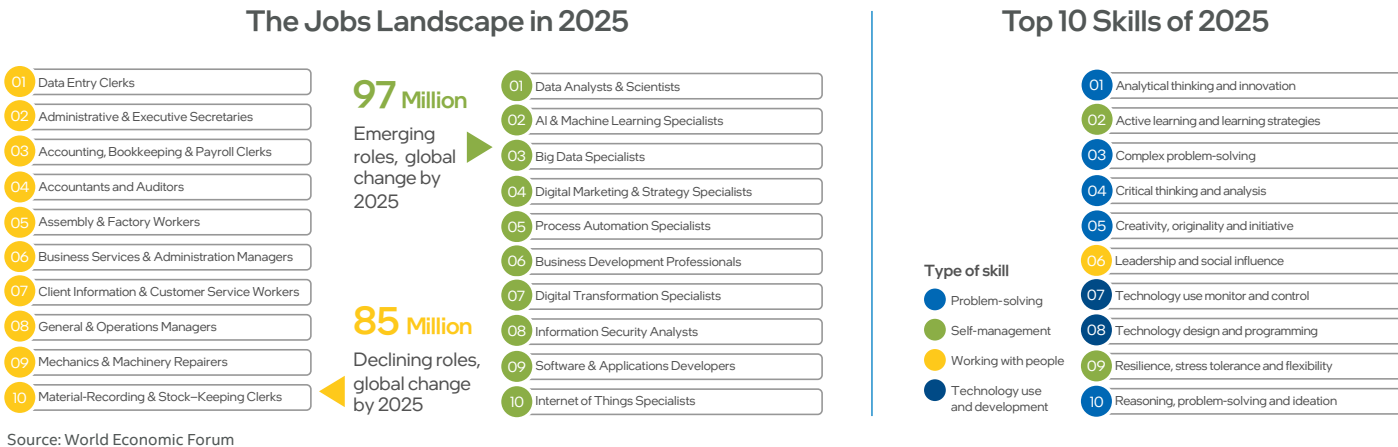 The Jobs Landscape in 2025
01 Data Entry Clerks
02 Administrative & Executive Secretaries
03 Accounting, Bookkeeping & Payroll Clerks
04 Accountants and Auditors
05 Assembly & Factory Workers
06 Business Services & Administration Managers
07 Client Information & Customer Service Workers
08 General & Operations Managers
09 Mechanics & Machinery Repairers
10 Material-Recording & Stock–Keeping Clerks
97 Million
Emerging
roles, global
change by
2025
85 Million
Declining roles,
global change
by 2025
01 Data Analysts & Scientists
02 AI & Machine Learning Specialists
03 Big Data Specialists
04 Digital Marketing & Strategy Specialists
05 Process Automation Specialists
06 Business Development Professionals
07 Digital Transformation Specialists
08 Information Security Analysts
09 Software & Applications Developers
10 Internet of Things Specialists
Top 10 Skills of 2025
Type of skill
Problem-solving
Self-management
Working with people
Technology use
and development
01 Analytical thinking and innovation
02 Active learning and learning strategies
03 Complex problem-solving
04 Critical thinking and analysis
05 Creativity, originality and initiative
06 Leadership and social influence
07 Technology use monitor and control
08 Technology design and programming
09 Resilience, stress tolerance and flexibility
10 Reasoning, problem-solving and ideation
Source: World Economic Forum